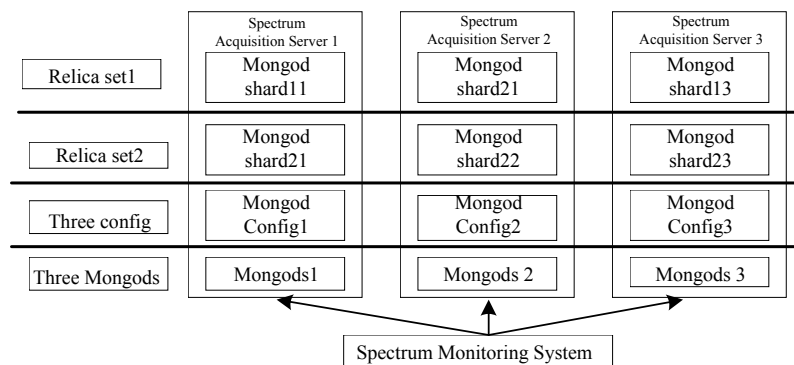 Spectrum
Acquisition Server 1
Spectrum
Acquisition Server 2
Spectrum
Acquisition Server 3
Relica set1
Mongod
shard11
Mongod
shard21
Mongod
shard13
Relica set2
Mongod
shard21
Mongod
shard22
Mongod
shard23
Three config
Mongod
Config1
Mongod
Config2
Mongod
Config3
Three Mongods
Mongods1
Mongods 2
Mongods 3
Spectrum Monitoring System